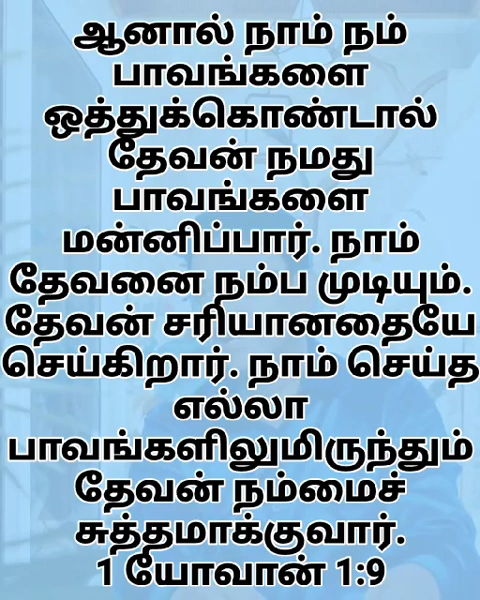 ஆனால் நாம் நம்
பாவங்களை
ஒத்துக்கொண்டால்
தேவன் நமது
பாவங்களை
மன்னிப்பார். நாம்
தேவனை நம்ப முடியும்.
தேவன் சரியானதையே
செய்கிறார். நாம் செய்த
எல்லா
பாவங்களிலுமிருந்தும்
தேவன் நம்மைச்
சுத்தமாக்குவார்.
1 யோவான் 1:9